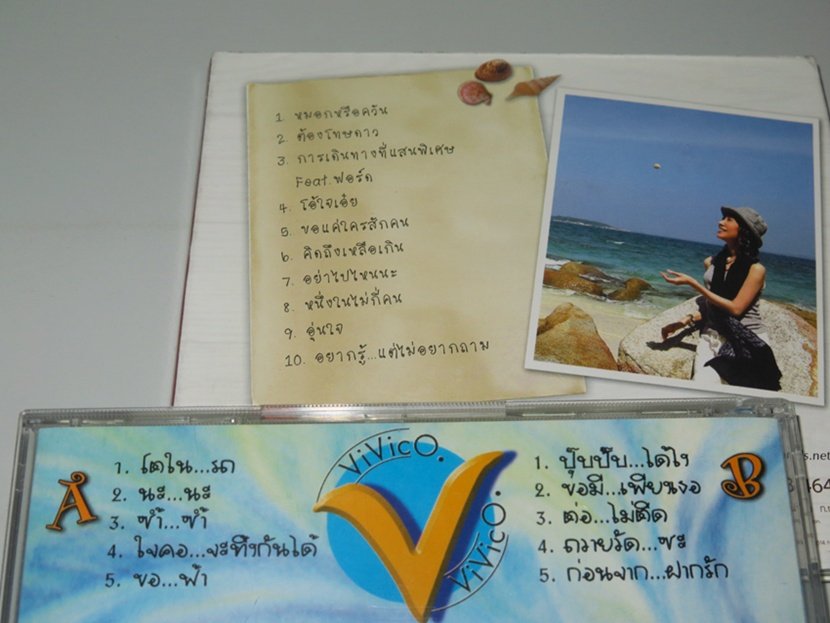 1. หมอกหรือควัน
2. ต้องโทษดาว
3. การเดินทางที่แสนพิเศษ
Feat.ฟอร์ด
4. โอ้ใจเอ๋ย
5. ขอแค่ใครสักคน
6. คิดถึงเหลือเกิน
7. อย่าไปไหนนะ
8. หนึ่งในไม่กี่คน
9. อุ่นใจ
10. อยากรู้...แต่ไม่อยากถาม
s.net
464
A
1. โตใน...รถ
2. นะ...นะ
3. ซ้ำ...ซ้ำ
4. ใจคอ...จะทิ้งกันได้
5. ขอ...ฟ้า
ViVicO.
V
ViVicO.
B
1. ปุ๊บปั๊บ...ได้ไง
2. ขอมี...เพียงเธอ
3. ต่อ...ไม่ติด
4. ถวายวัด...ซะ
5. ก่อนจาก...ฝากรัก